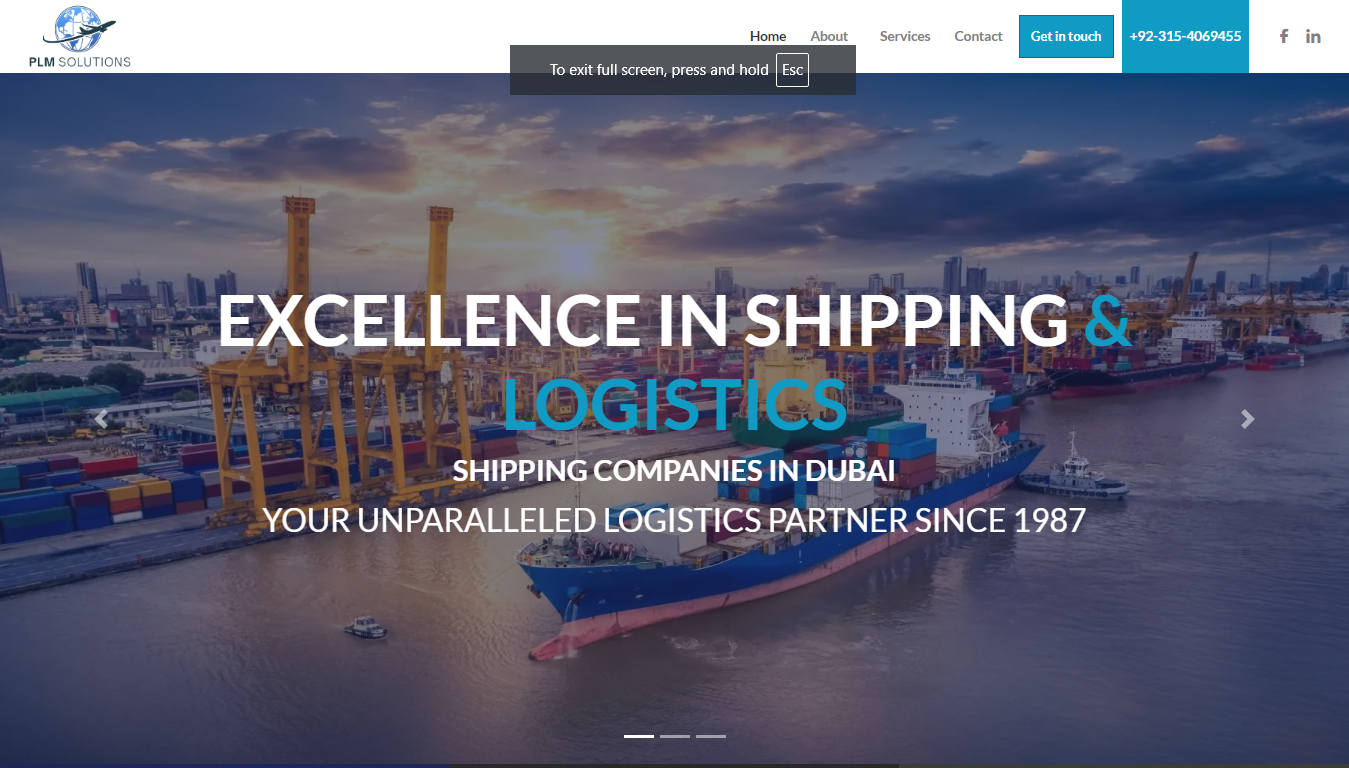 PLM SOLUTIONS
Home About Services Contact Get in touch +92-315-4069455
To exit full screen, press and hold Esc
EXCELLENCE IN SHIPPING &
LOGISTICS
SHIPPING COMPANIES IN DUBAI
YOUR UNPARALLELED LOGISTICS PARTNER SINCE 1987